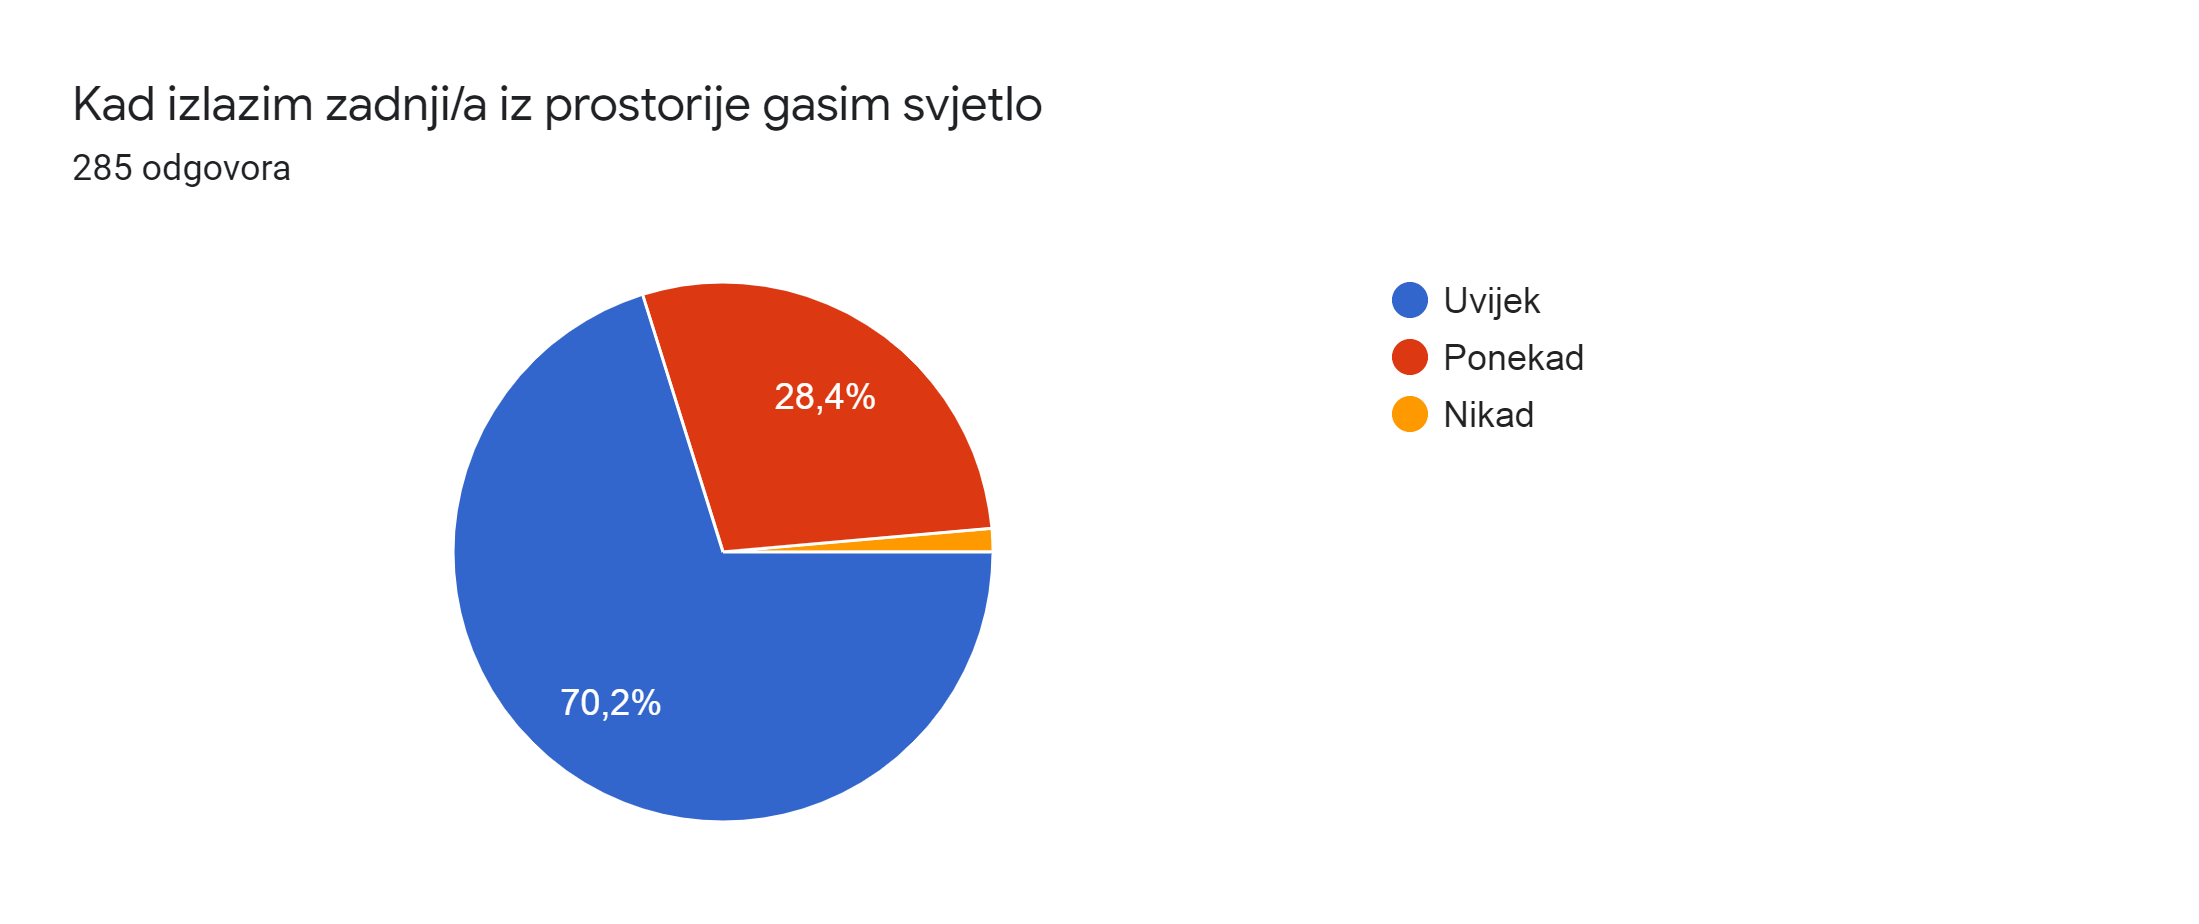 Kad izlazim zadnji/a iz prostorije gasim svjetlo
285 odgovora
28,4%
70,2%
Uvijek
Ponekad
Nikad